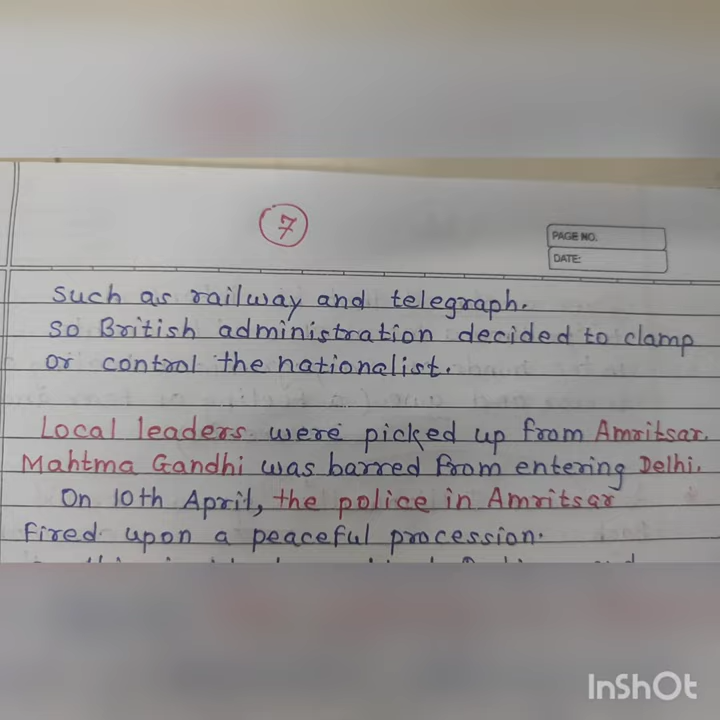 7
PAGE NO.
DATE:
such as railway and telegraph.
so British administration decided to clamp
or control the nationalist.
Local leaders were picked up from Amritsar.
Mahtma Gandhi was barred from entering Delhi.
On 10th April, the police in Amritsar
fired upon a peaceful procession.
InShOt